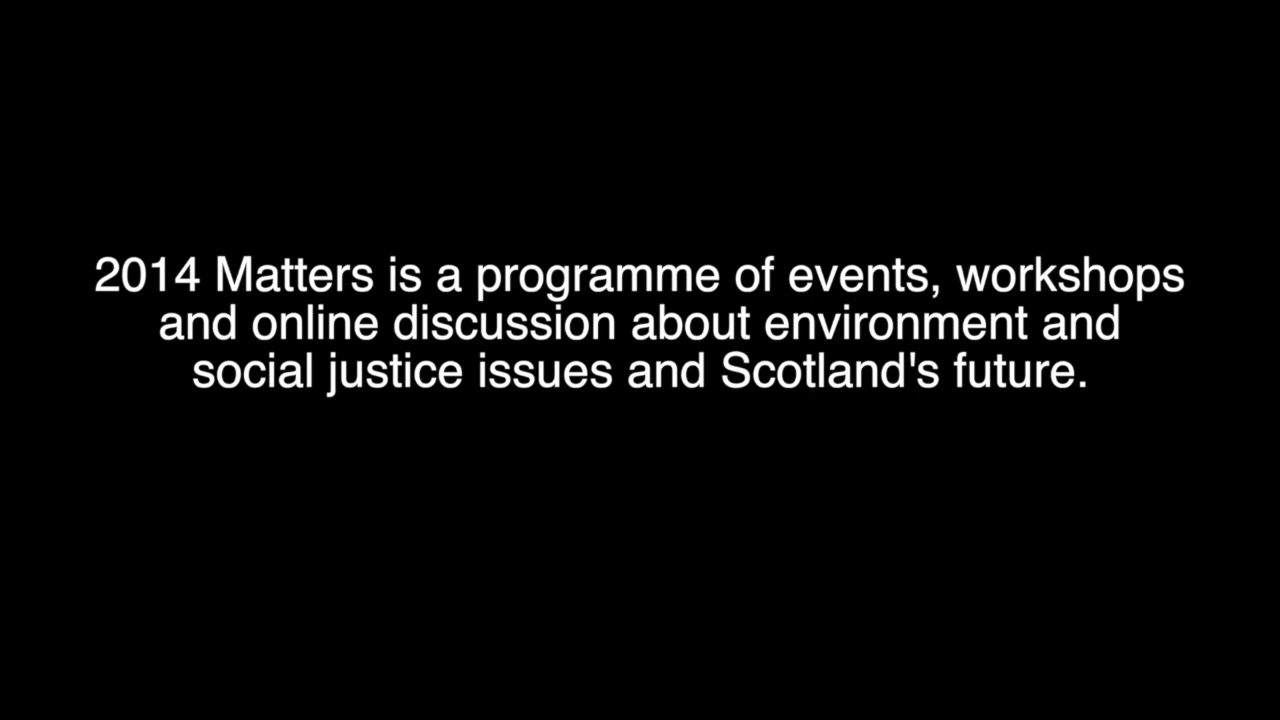 2014 Matters is a programme of events, workshops
and online discussion about environment and
social justice issues and Scotland's future.